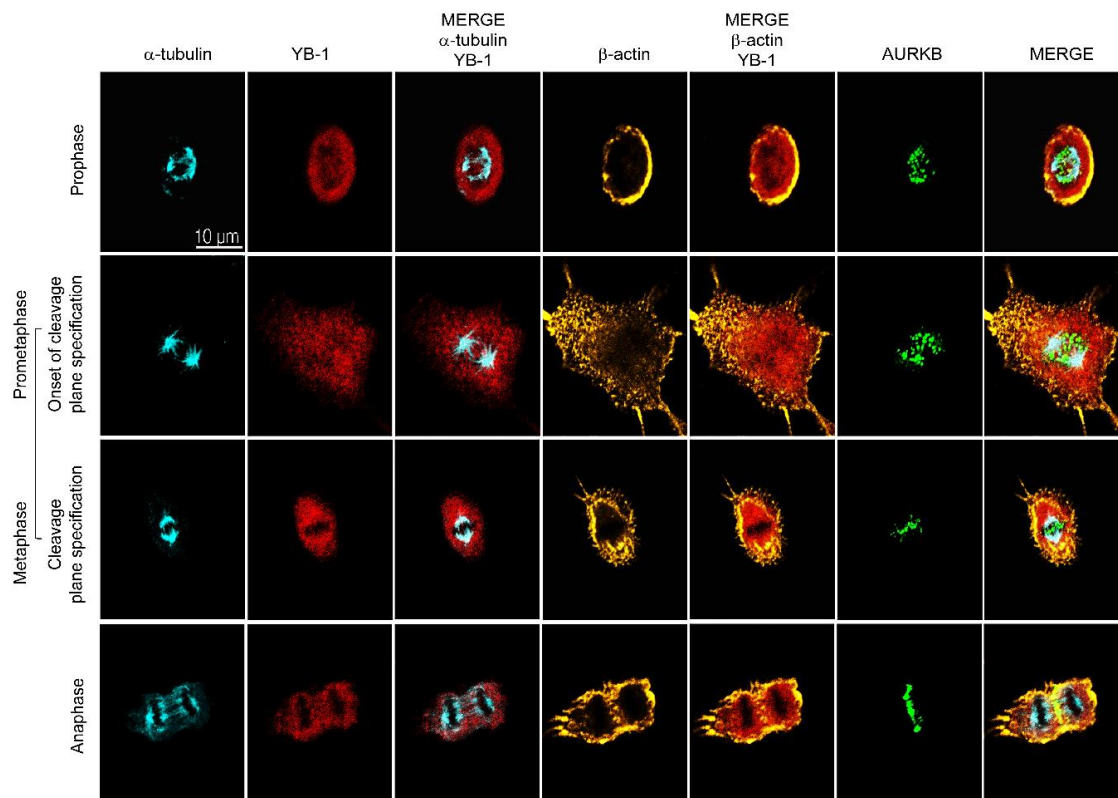 MERGE
α-tubulin
YB-1
MERGE
β-actin
YB-1
α-tubulin
YB-1
β-actin
AURKB
MERGE
Prophase
10 µm
Prometaphase
Onset of cleavage
plane specification
Metaphase
Cleavage
plane specification
Anaphase